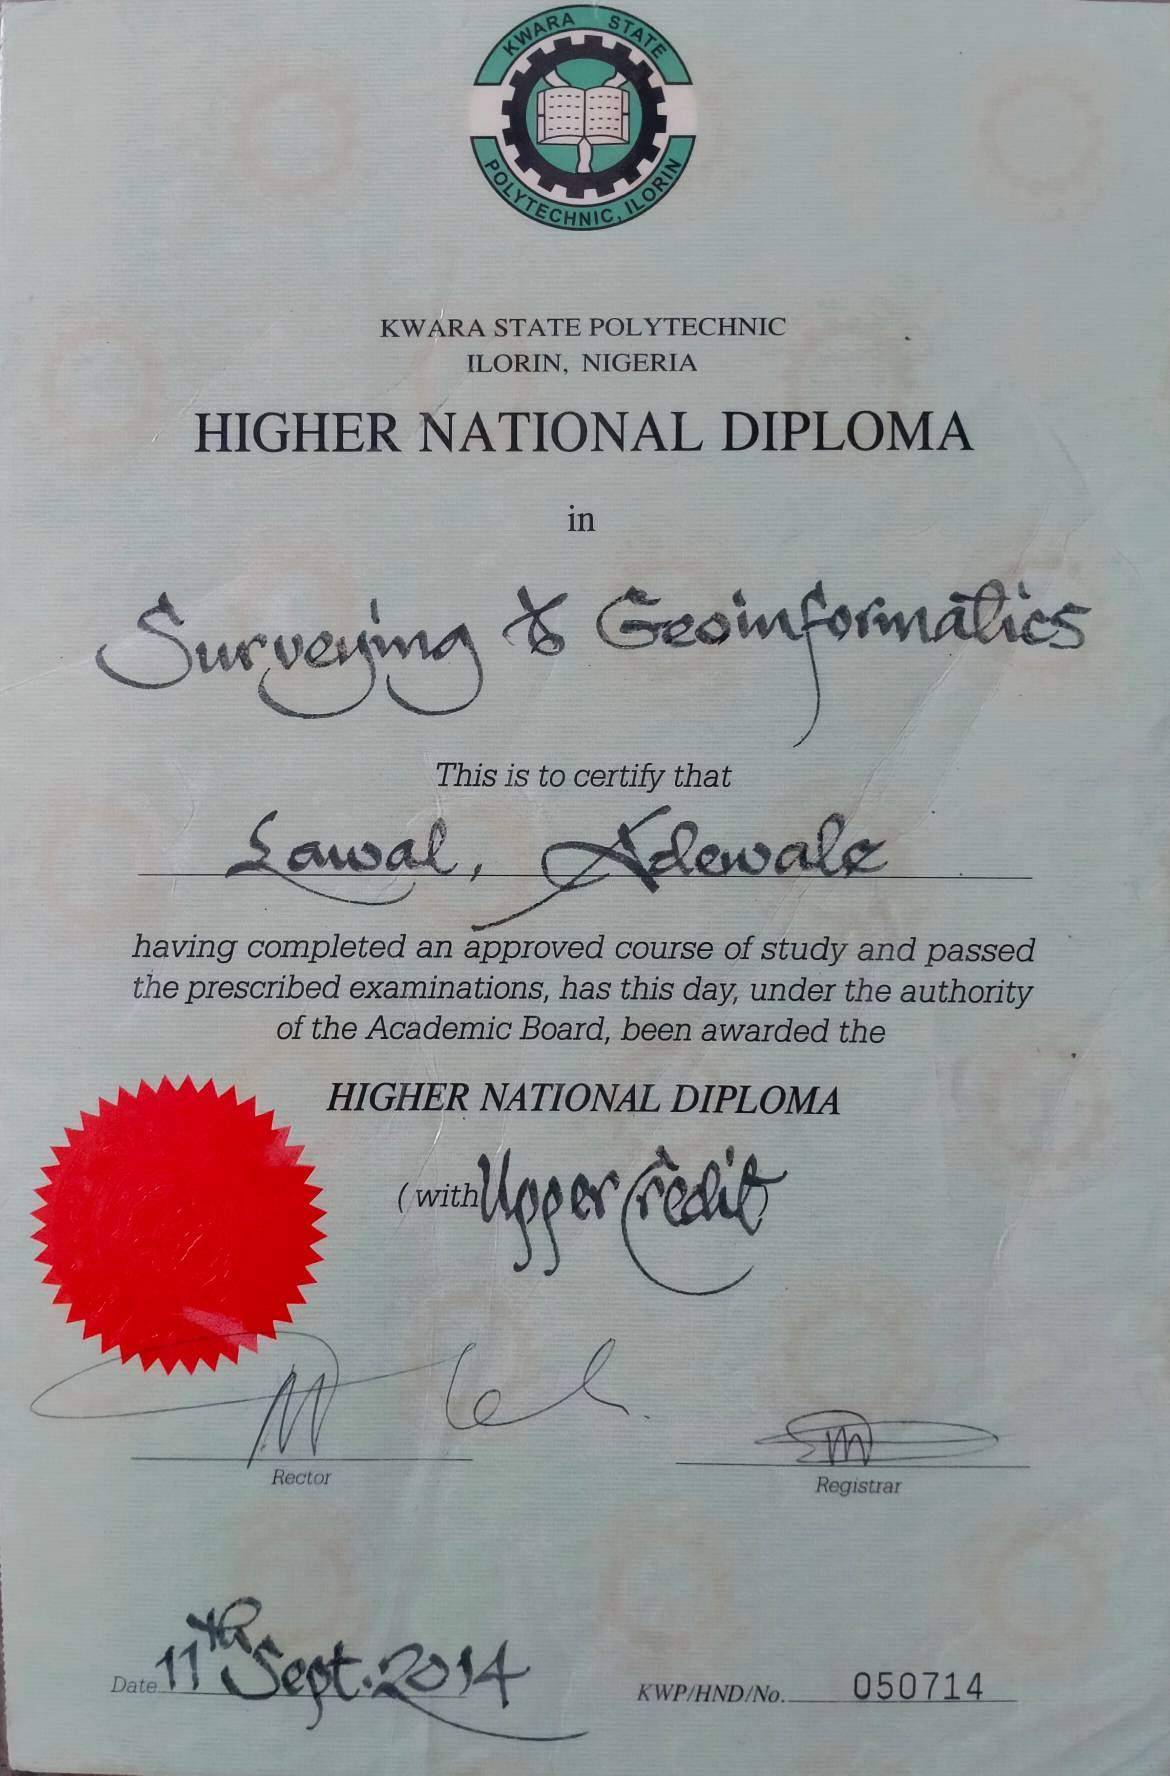 KWARA STATE
POLYTECHNIC, ILORIN
KWARA STATE POLYTECHNIC
ILORIN, NIGERIA
HIGHER NATIONAL DIPLOMA
in
Surveying & Geoinformatics
This is to certify that
Lawal, Adewale
having completed an approved course of study and passed
the prescribed examinations, has this day, under the authority
of the Academic Board, been awarded the
HIGHER NATIONAL DIPLOMA
(with Upper Credit
Rector
Registrar
Date 11th Sept. 2014
KWP/HND/No. 050714